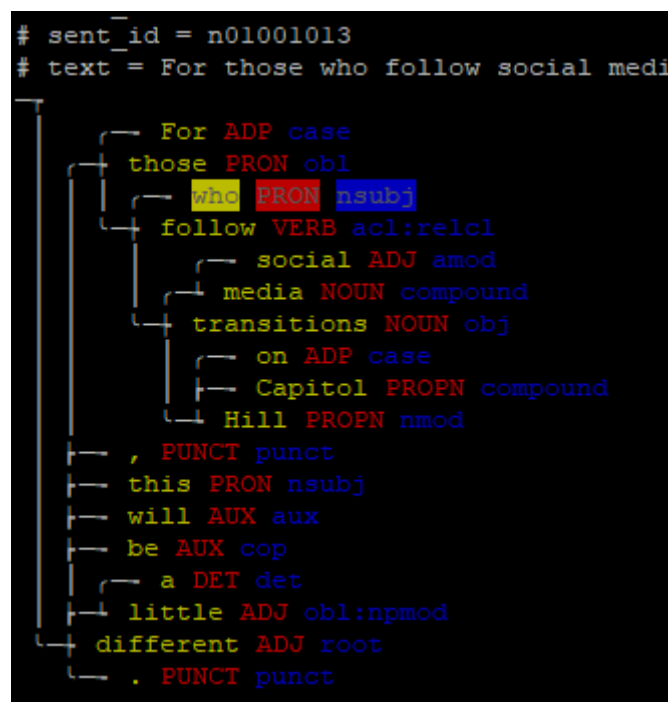 # sent_id = n01001013
# text = For those who follow social medi
For ADP case
those PRON obl
who PRON nsubj
follow VERB acl:relcl
social ADJ amod
media NOUN compound
transitions NOUN obj
on ADP case
Capitol PROPN compound
Hill PROPN nmod
, PUNCT punct
this PRON nsubj
will AUX aux
be AUX cop
a DET det
little ADJ obl:npmod
different ADJ root
. PUNCT punct